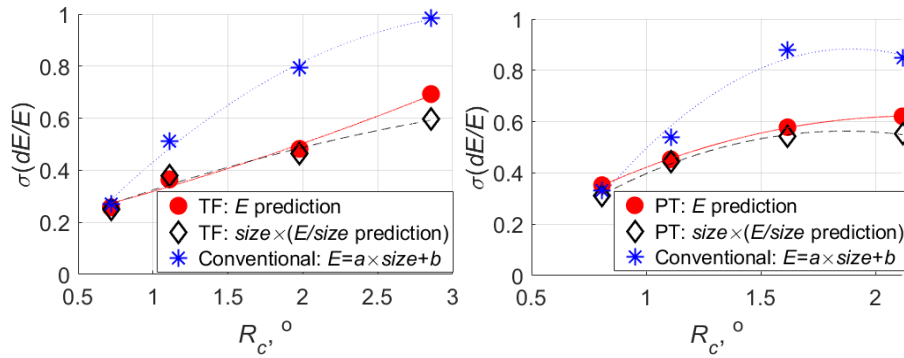 1
0.8
0.6
0.4
0.2
0
σ(dE/E)
0.5
1
1.5
2
2.5
3
R_c, °
TF: E prediction
TF: size×(E/size prediction)
Conventional: E=a×size+b
1
0.8
0.6
0.4
0.2
0
σ(dE/E)
0.5
1
1.5
2
R_c, °
PT: E prediction
PT: size×(E/size prediction)
Conventional: E=a×size+b